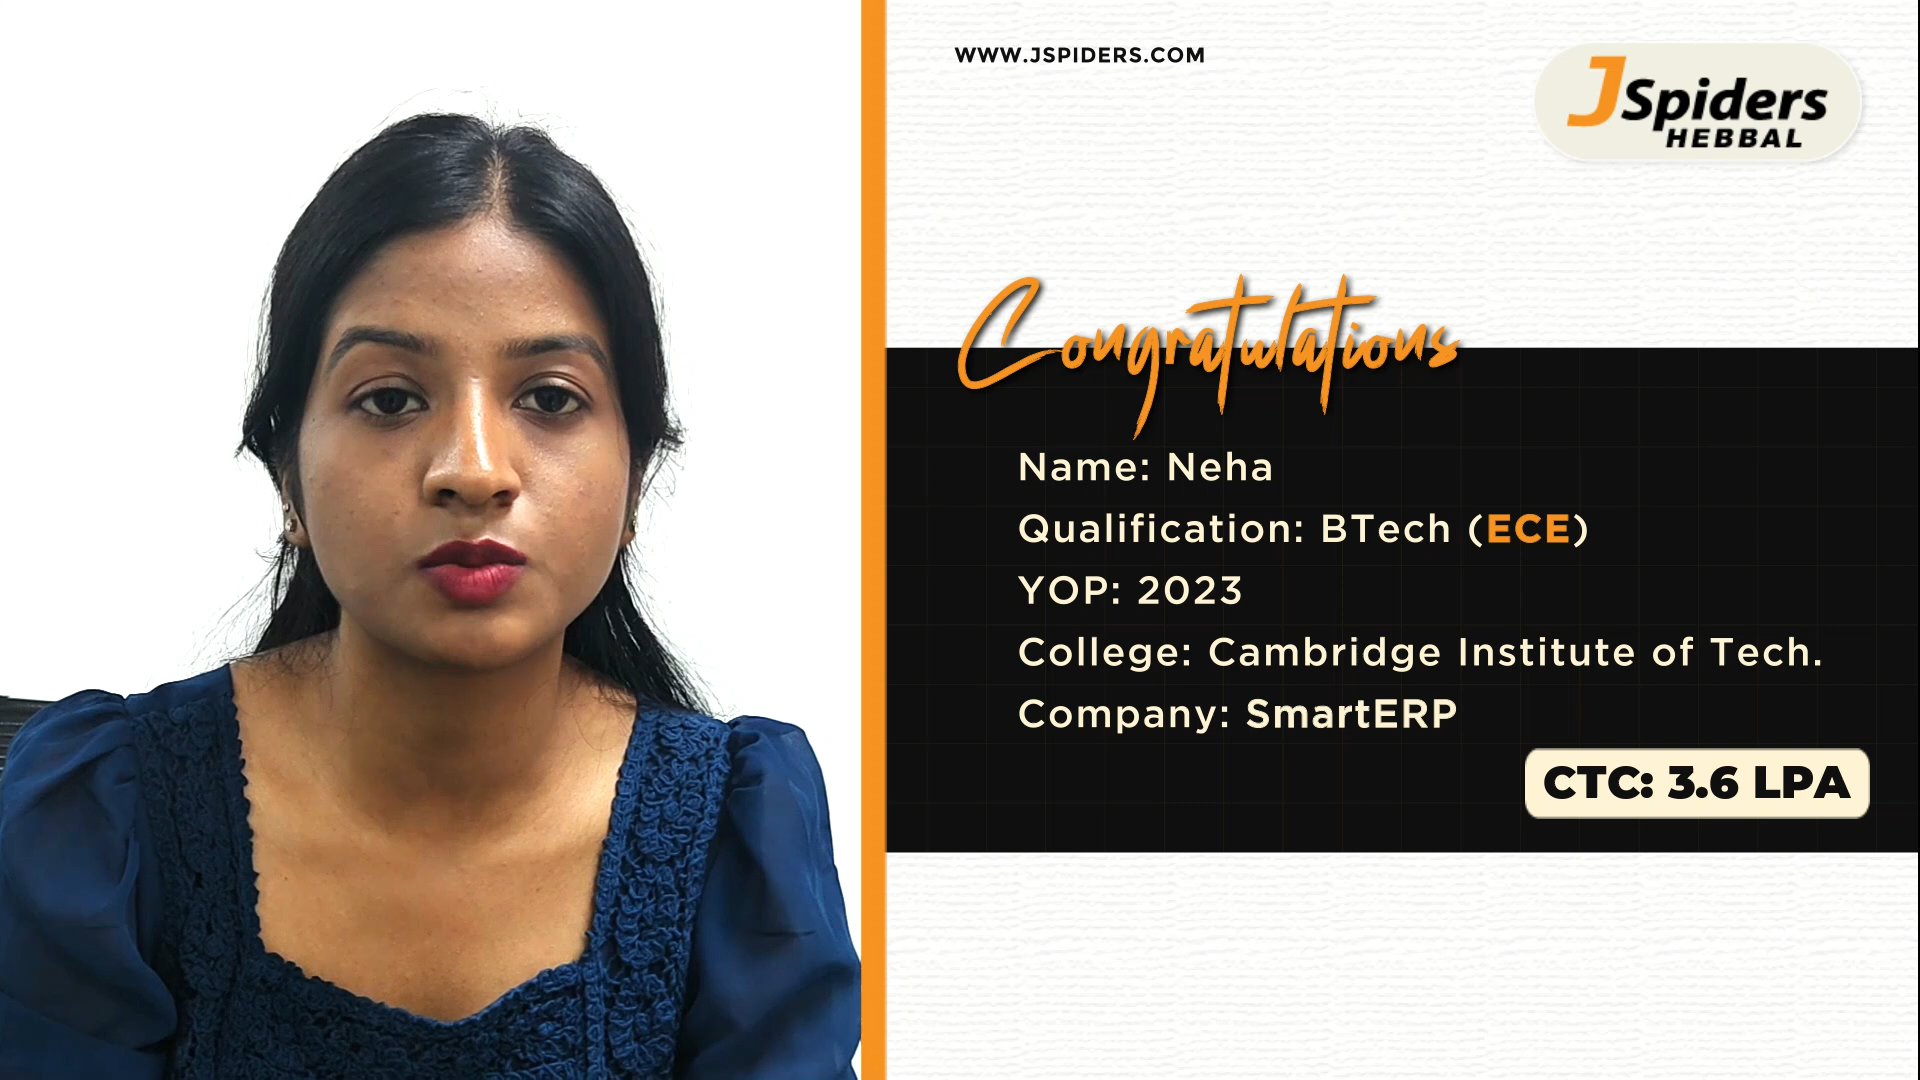 WWW.JSPIDERS.COM
JSpiders
HEBBAL
Congratulations
Name: Neha
Qualification: BTech (ECE)
YOP: 2023
College: Cambridge Institute of Tech.
Company: SmartERP
CTC: 3.6 LPA